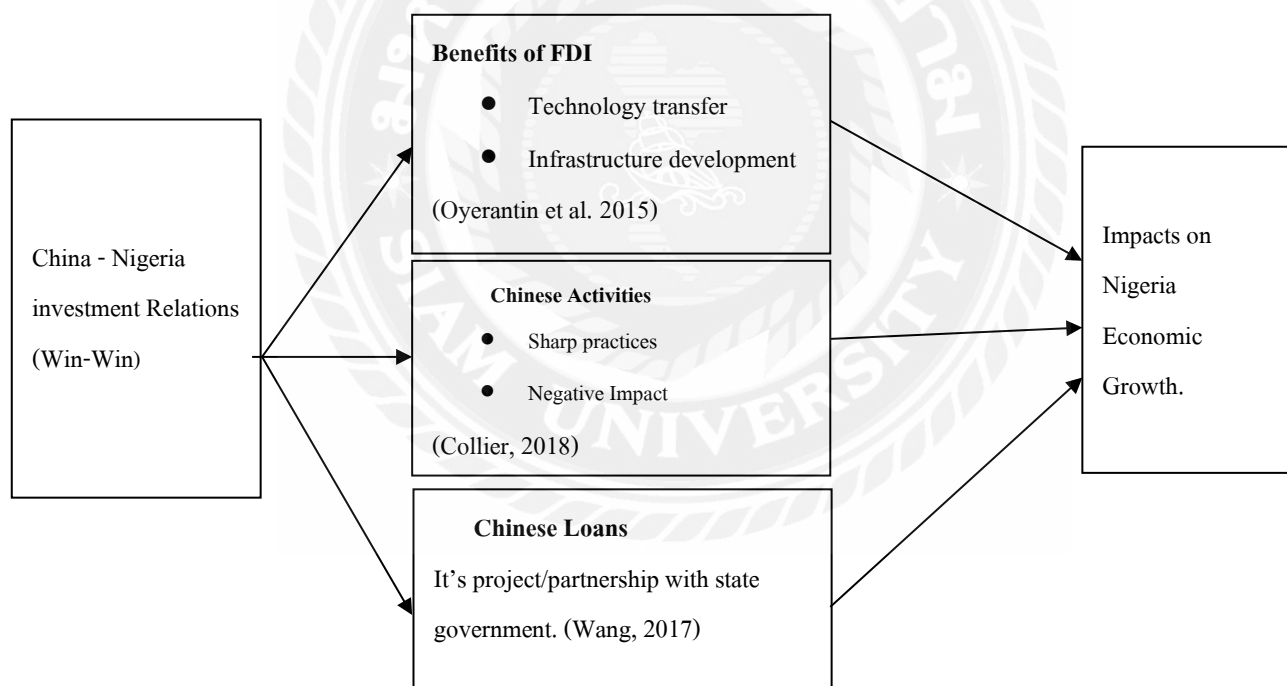 Benefits of FDI
● Technology transfer
● Infrastructure development
(Oyerantin et al. 2015)
China - Nigeria
investment Relations
(Win-Win)
Chinese Activities
● Sharp practices
● Negative Impact
(Collier, 2018)
Chinese Loans
It’s project/partnership with state
government. (Wang, 2017)
Impacts on
Nigeria
Economic
Growth.
SIAM UNIVERSITY